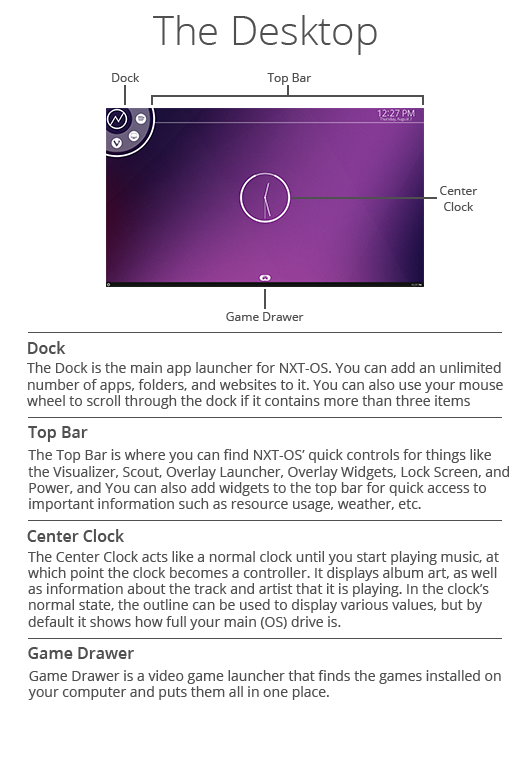 The Desktop
Dock
Top Bar
12:27 PM
Thursday, August 7
Center
Clock
Game Drawer
Dock
The Dock is the main app launcher for NXT-OS. You can add an unlimited
number of apps, folders, and websites to it. You can also use your mouse
wheel to scroll through the dock if it contains more than three items
Top Bar
The Top Bar is where you can find NXT-OS’ quick controls for things like
the Visualizer, Scout, Overlay Launcher, Overlay Widgets, Lock Screen, and
Power, and You can also add widgets to the top bar for quick access to
important information such as resource usage, weather, etc.
Center Clock
The Center Clock acts like a normal clock until you start playing music, at
which point the clock becomes a controller. It displays album art, as well
as information about the track and artist that it is playing. In the clock’s
normal state, the outline can be used to display various values, but by
default it shows how full your main (OS) drive is.
Game Drawer
Game Drawer is a video game launcher that finds the games installed on
your computer and puts them all in one place.